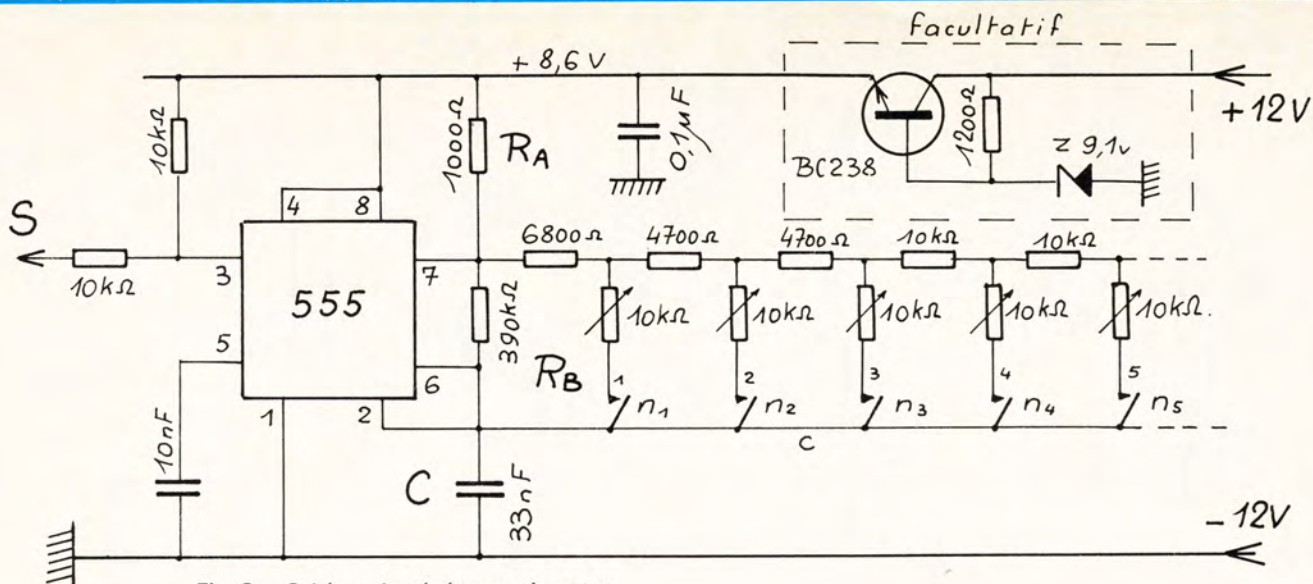 facultatif
+ 8,6 V
+12V
10kΩ
1000Ω
RA
0,1µF
BC238
1200Ω
Z 9,1v
S
10kΩ
4 8
3
555
7
5
6
1
2
6800Ω 4700Ω 4700Ω 10kΩ 10kΩ
390kΩ
10kΩ 10kΩ 10kΩ 10kΩ 10kΩ.
RB
1 2 3 4 5
n1 n2 n3 n4 n5
c
10nF
C
33nF
-12V